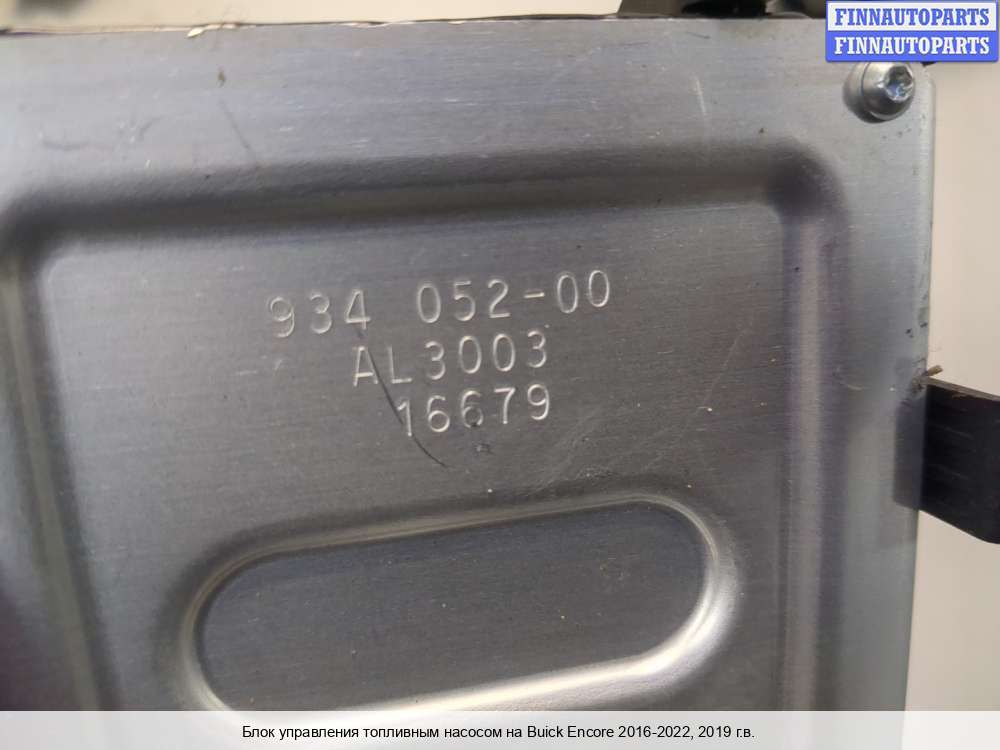 FINNAUTOPARTS
FINNAUTOPARTS
934 052-00
AL3003
16679
Блок управления топливным насосом на Buick Encore 2016-2022, 2019 г.в.